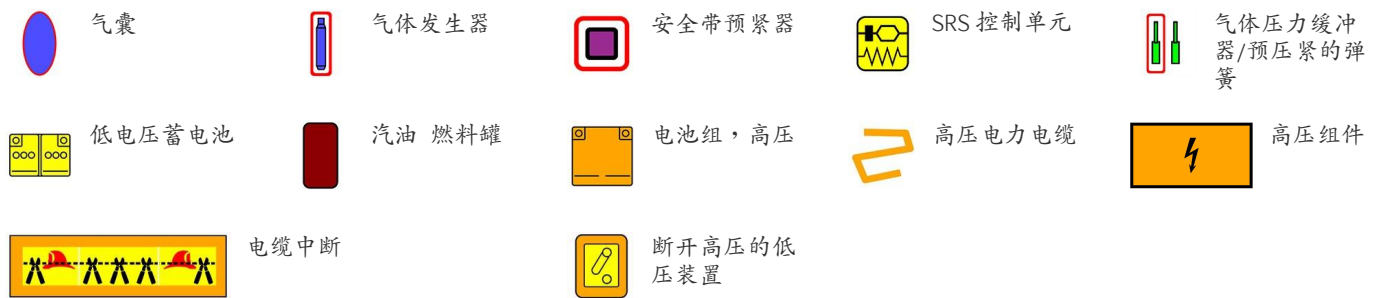 气囊
气体发生器
安全带预紧器
SRS 控制单元
气体压力缓冲
器/预压紧的弹
簧
低电压蓄电池
汽油 燃料罐
电池组，高压
高压电力电缆
高压组件
电缆中断
断开高压的低
压装置